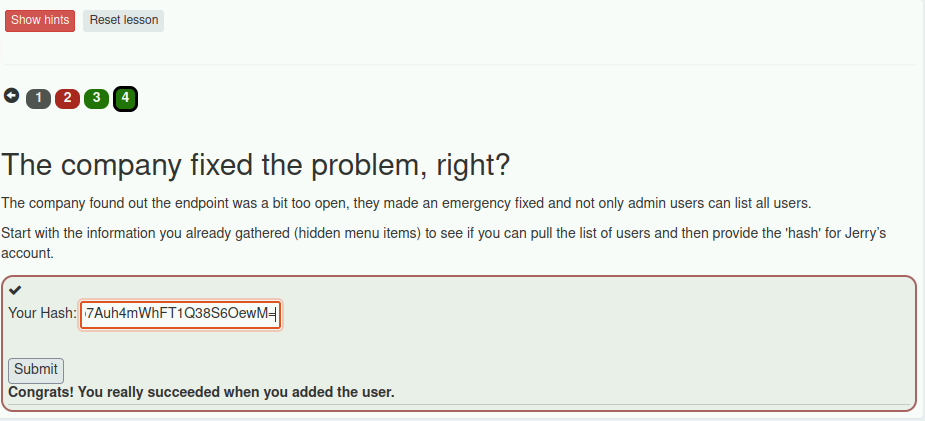 Show hints Reset lesson
1 2 3 4
The company fixed the problem, right?
The company found out the endpoint was a bit too open, they made an emergency fixed and not only admin users can list all users.
Start with the information you already gathered (hidden menu items) to see if you can pull the list of users and then provide the 'hash' for Jerry's
account.
Your Hash: 7Auh4mWhFT1Q38S6OewM=
Submit
Congrats! You really succeeded when you added the user.